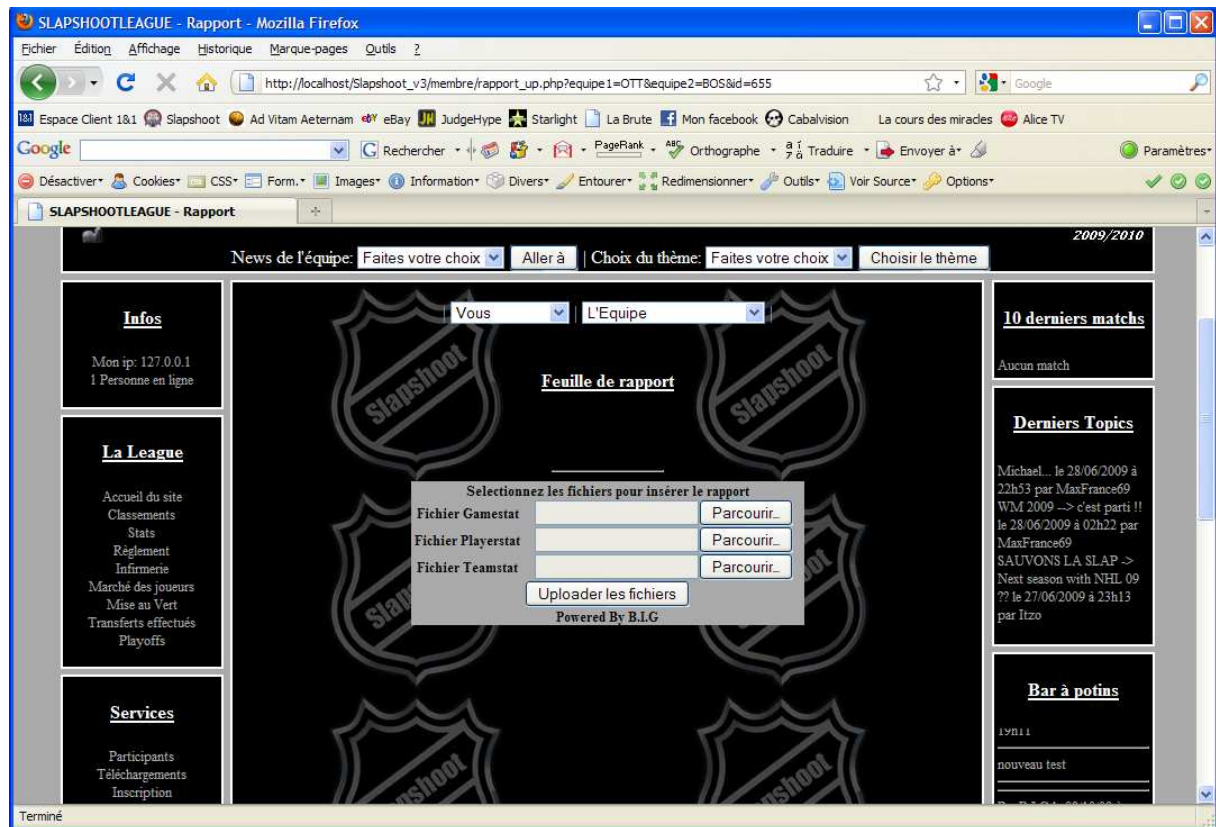 SLAPSHOOTLEAGUE - Rapport - Mozilla Firefox
Fichier Édition Affichage Historique Marque-pages Outils ?
http://localhost/Slapshoot_v3/membre/rapport_up.php?equipe1=OTT&equipe2=BOS&id=655
Google
1&1 Espace Client 1&1 Slapshoot Ad Vitam Aeternam eBay JH JudgeHype Starlight La Brute Mon facebook Cabalvision La cours des miracles Alice TV
Google G Rechercher PageRank ABC Orthographe Traduire Envoyer à Paramètres
Désactiver Cookies CSS Form. Images Information Divers Entourer Redimensionner Outils Voir Source Options
SLAPSHOOTLEAGUE - Rapport
2009/2010
News de l'équipe: Faites votre choix Aller à | Choix du thème: Faites votre choix Choisir le thème
Infos
Mon ip: 127.0.0.1
1 Personne en ligne
La League
Accueil du site
Classements
Stats
Règlement
Infirmerie
Marché des joueurs
Mise au Vert
Transferts effectués
Playoffs
Services
Participants
Téléchargements
Inscription
| Vous | L'Equipe |
Slapshoot
Slapshoot
Feuille de rapport
Selectionnez les fichiers pour insérer le rapport
Fichier Gamestat Parcourir...
Fichier Playerstat Parcourir...
Fichier Teamstat Parcourir...
Uploader les fichiers
Powered By B.I.G
10 derniers matchs
Aucun match
Derniers Topics
Michael... le 28/06/2009 à
22h53 par MaxFrance69
WM 2009 --> c'est parti !!
le 28/06/2009 à 02h22 par
MaxFrance69
SAUVONS LA SLAP ->
Next season with NHL 09
?? le 27/06/2009 à 23h13
par Itzo
Bar à potins
19h11
nouveau test
Terminé